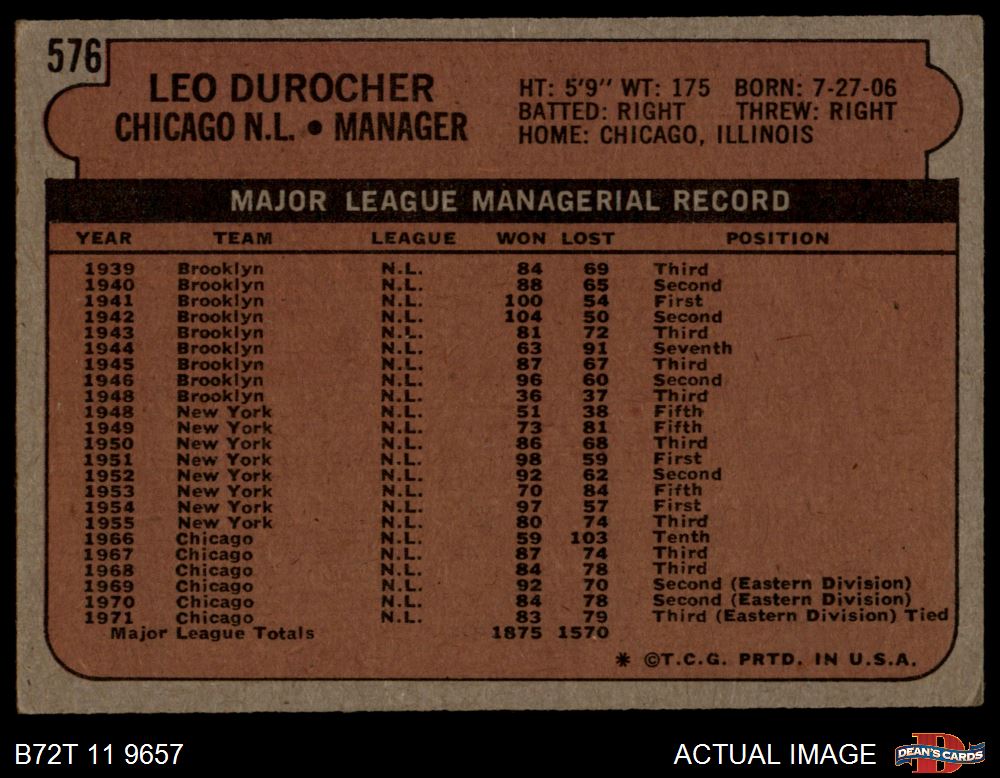 576
LEO DUROCHER
CHICAGO N.L. • MANAGER
HT: 5'9" WT: 175 BORN: 7-27-06
BATTED: RIGHT THREW: RIGHT
HOME: CHICAGO, ILLINOIS
MAJOR LEAGUE MANAGERIAL RECORD
YEAR TEAM LEAGUE WON LOST POSITION
1939 Brooklyn N.L. 84 69 Third
1940 Brooklyn N.L. 88 65 Second
1941 Brooklyn N.L. 100 54 First
1942 Brooklyn N.L. 104 50 Second
1943 Brooklyn N.L. 81 72 Third
1944 Brooklyn N.L. 63 91 Seventh
1945 Brooklyn N.L. 87 67 Third
1946 Brooklyn N.L. 96 60 Second
1948 Brooklyn N.L. 36 37 Third
1948 New York N.L. 51 38 Fifth
1949 New York N.L. 73 81 Fifth
1950 New York N.L. 86 68 Third
1951 New York N.L. 98 59 First
1952 New York N.L. 92 62 Second
1953 New York N.L. 70 84 Fifth
1954 New York N.L. 97 57 First
1955 New York N.L. 80 74 Third
1966 Chicago N.L. 59 103 Tenth
1967 Chicago N.L. 87 74 Third
1968 Chicago N.L. 84 78 Third
1969 Chicago N.L. 92 70 Second (Eastern Division)
1970 Chicago N.L. 84 78 Second (Eastern Division)
1971 Chicago N.L. 83 79 Third (Eastern Division) Tied
Major League Totals 1875 1570
* ©T.C.G. PRTD. IN U.S.A.
B72T 11 9657
ACTUAL IMAGE
DEAN'S CARDS